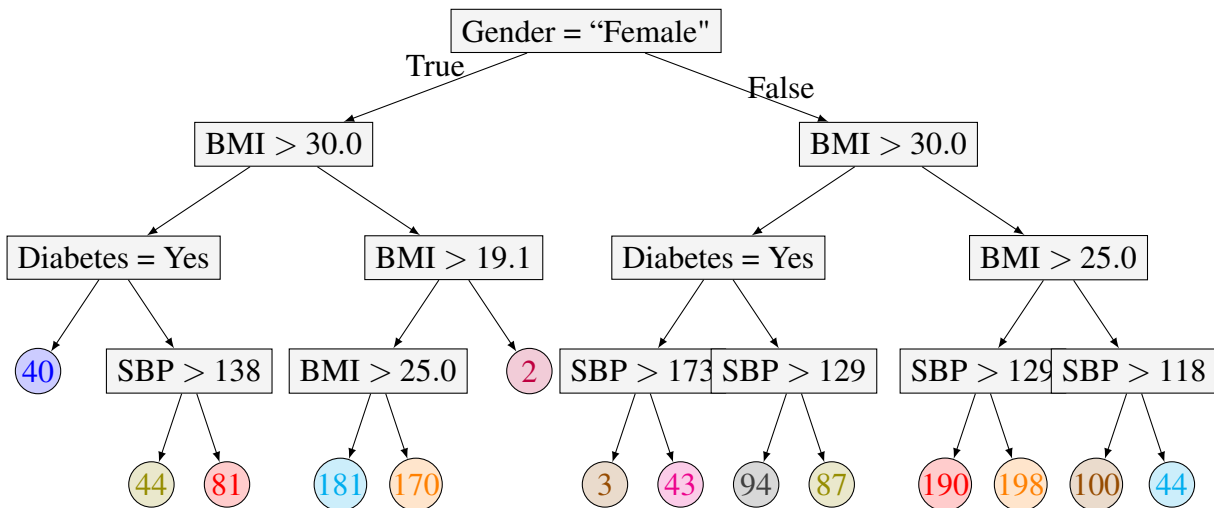 Gender = “Female"
True
False
BMI > 30.0
BMI > 30.0
Diabetes = Yes
BMI > 19.1
Diabetes = Yes
BMI > 25.0
40
SBP > 138
BMI > 25.0
2
SBP > 173
SBP > 129
SBP > 129
SBP > 118
44
81
181
170
3
43
94
87
190
198
100
44